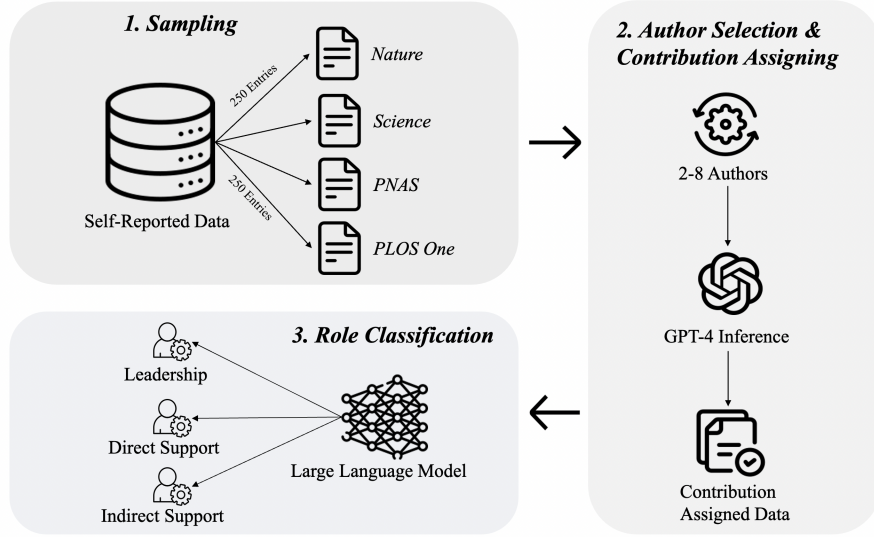 1. Sampling
250 Entries
250 Entries
Self-Reported Data
Nature
Science
PNAS
PLOS One
2. Author Selection &
Contribution Assigning
2-8 Authors
GPT-4 Inference
Contribution
Assigned Data
3. Role Classification
Large Language Model
Leadership
Direct Support
Indirect Support